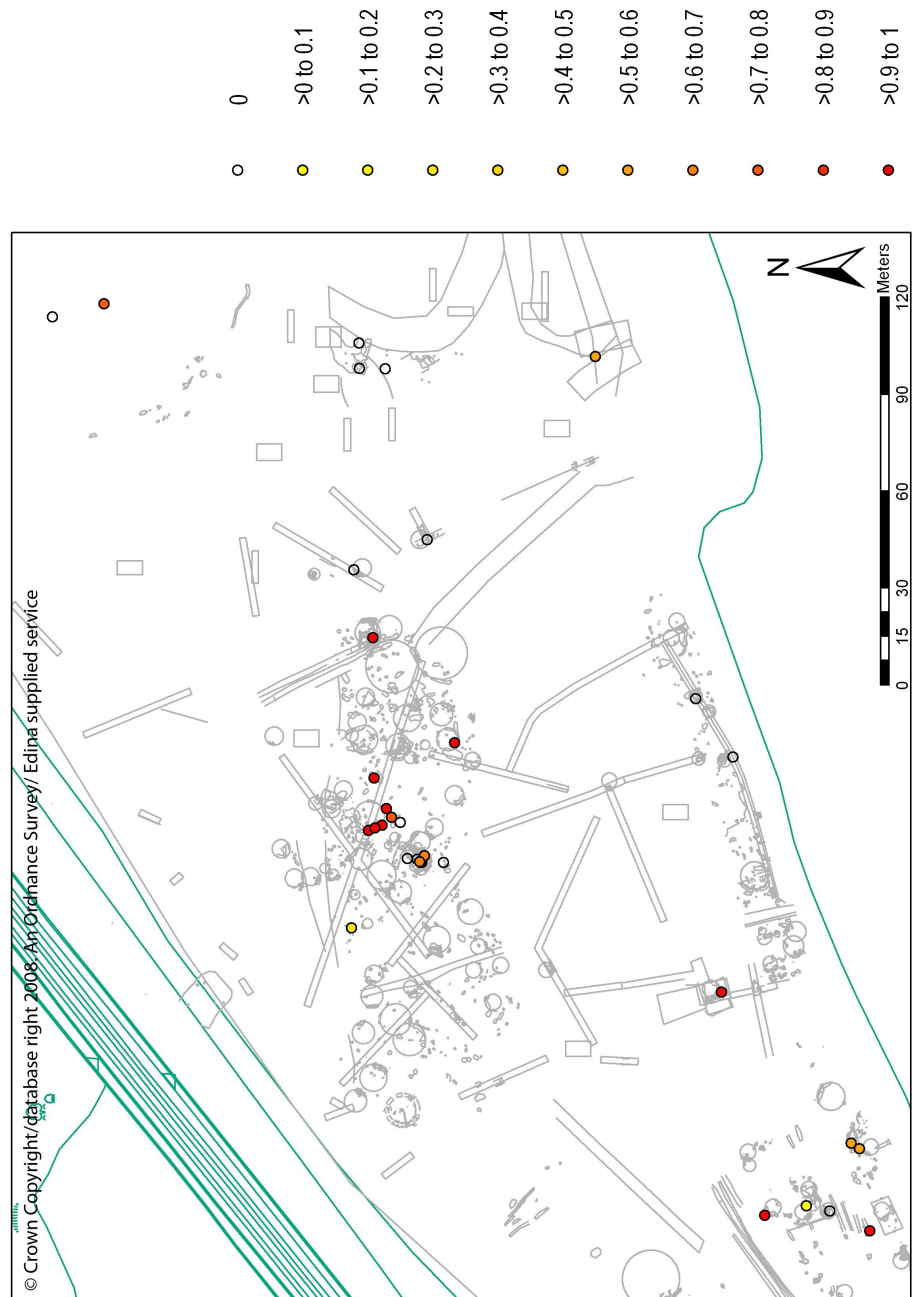 0
>0 to 0.1
>0.1 to 0.2
>0.2 to 0.3
>0.3 to 0.4
>0.4 to 0.5
>0.5 to 0.6
>0.6 to 0.7
>0.7 to 0.8
>0.8 to 0.9
>0.9 to 1
© Crown Copyright/database right 2008. An Ordnance Survey/ Edina supplied service
N
Meters
0 15 30 60 90 120